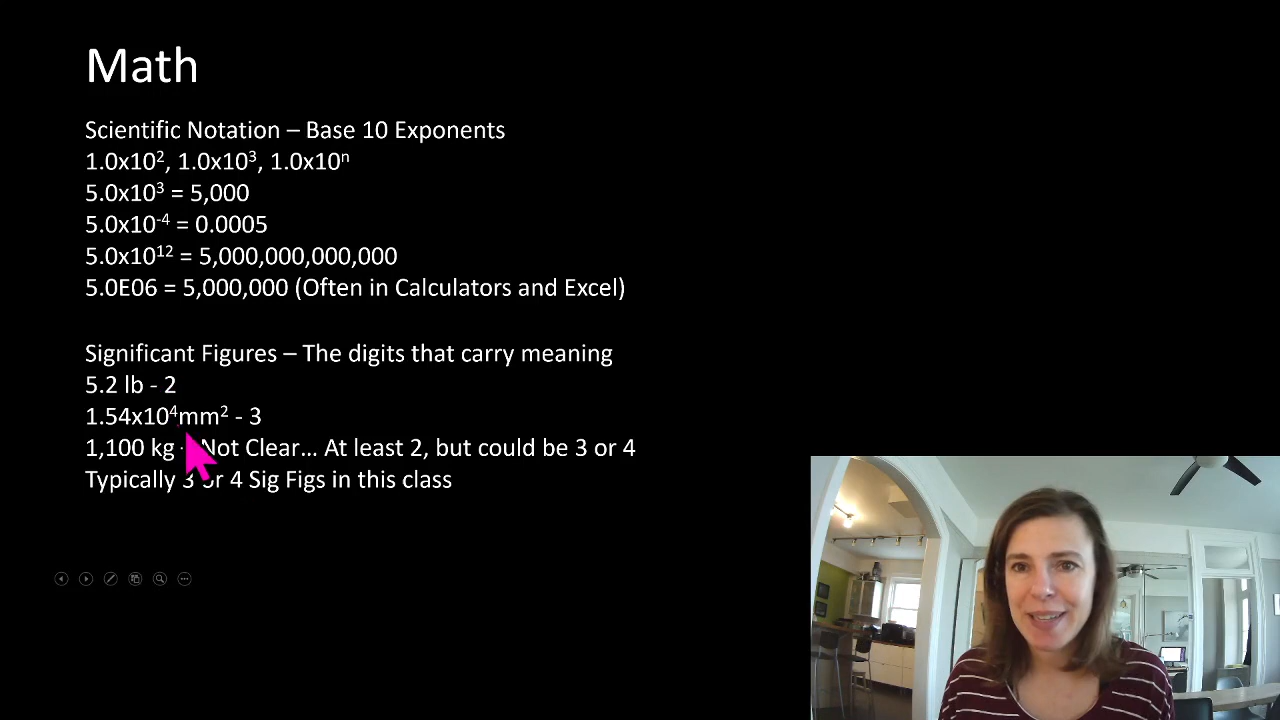 Math
Scientific Notation – Base 10 Exponents
1.0x10², 1.0x10³, 1.0x10ⁿ
5.0x10³ = 5,000
5.0x10⁻⁴ = 0.0005
5.0x10¹² = 5,000,000,000,000
5.0E06 = 5,000,000 (Often in Calculators and Excel)
Significant Figures – The digits that carry meaning
5.2 lb - 2
1.54x10⁴mm² - 3
1,100 kg - Not Clear… At least 2, but could be 3 or 4
Typically 3 or 4 Sig Figs in this class